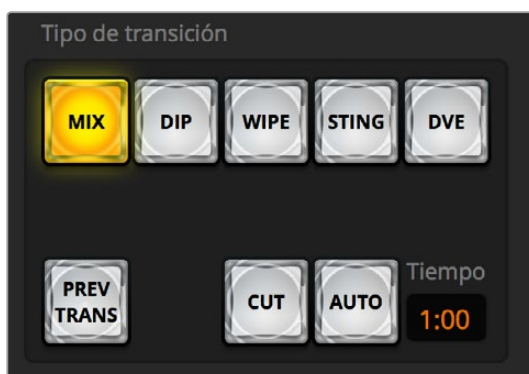 Tipo de transición
MIX DIP WIPE STING DVE
PREV
TRANS
CUT AUTO
Tiempo
1:00